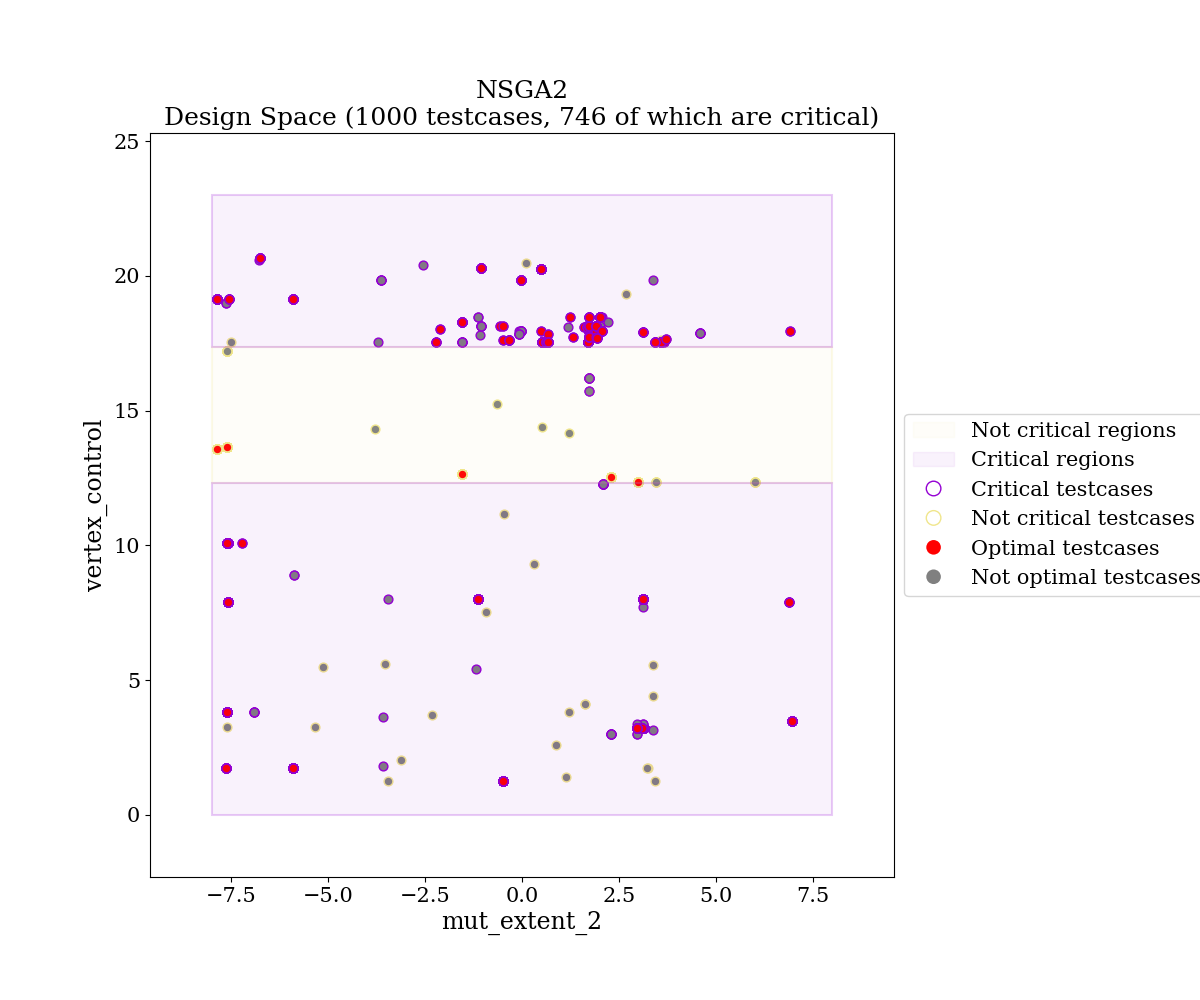 NSGA2
Design Space (1000 testcases, 746 of which are critical)
25
20
15
10
5
0
vertex_control
−7.5
−5.0
−2.5
0.0
2.5
5.0
7.5
mut_extent_2
Not critical regions
Critical regions
Critical testcases
Not critical testcases
Optimal testcases
Not optimal testcases